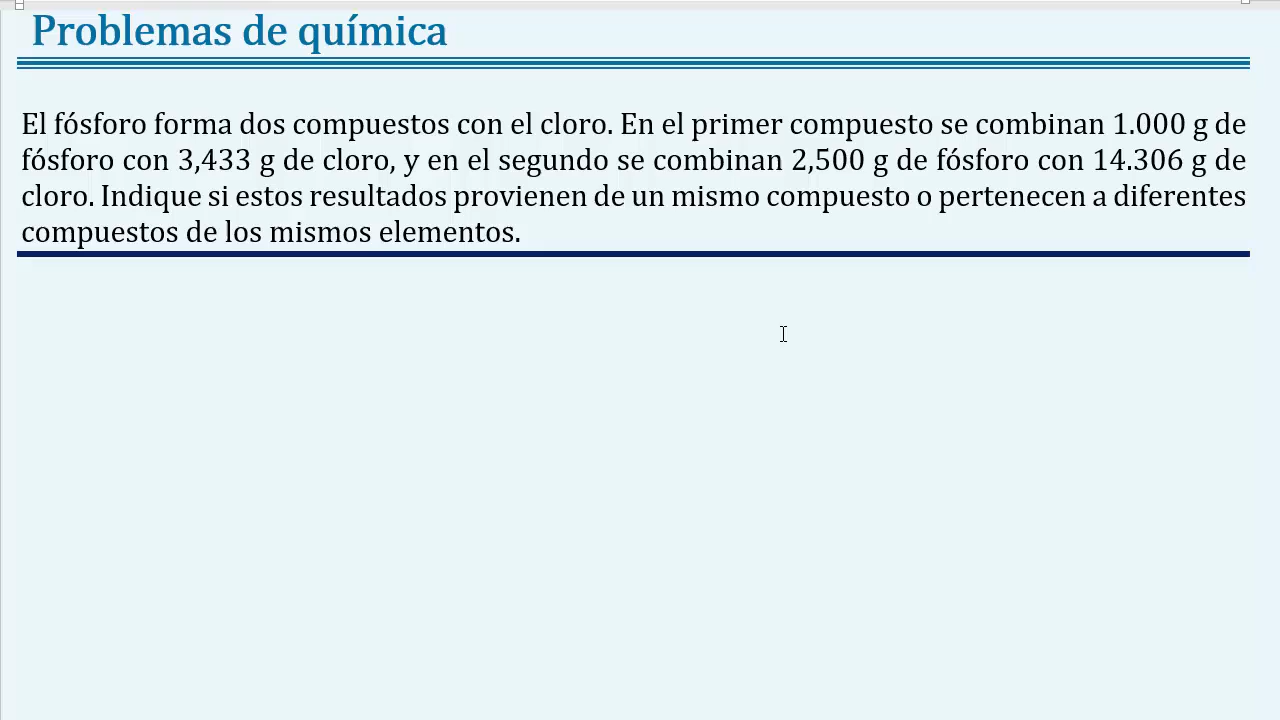 Problemas de química
El fósforo forma dos compuestos con el cloro. En el primer compuesto se combinan 1.000 g de
fósforo con 3,433 g de cloro, y en el segundo se combinan 2,500 g de fósforo con 14.306 g de
cloro. Indique si estos resultados provienen de un mismo compuesto o pertenecen a diferentes
compuestos de los mismos elementos.